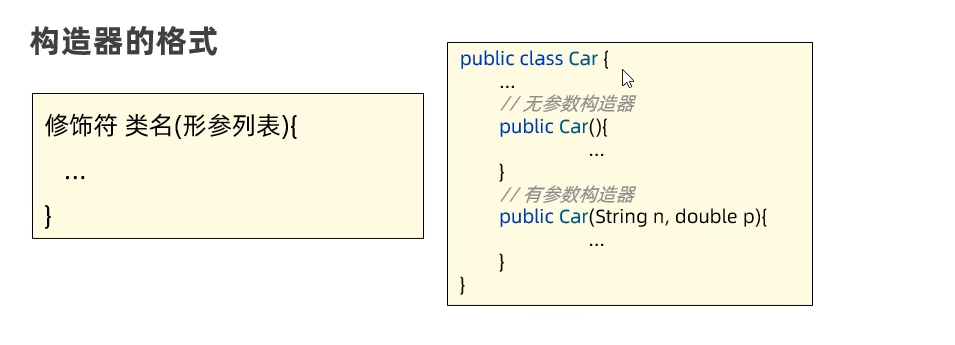 构造器的格式
修饰符 类名(形参列表){
...
}
public class Car {
...
// 无参数构造器
public Car(){
...
}
// 有参数构造器
public Car(String n, double p){
...
}
}